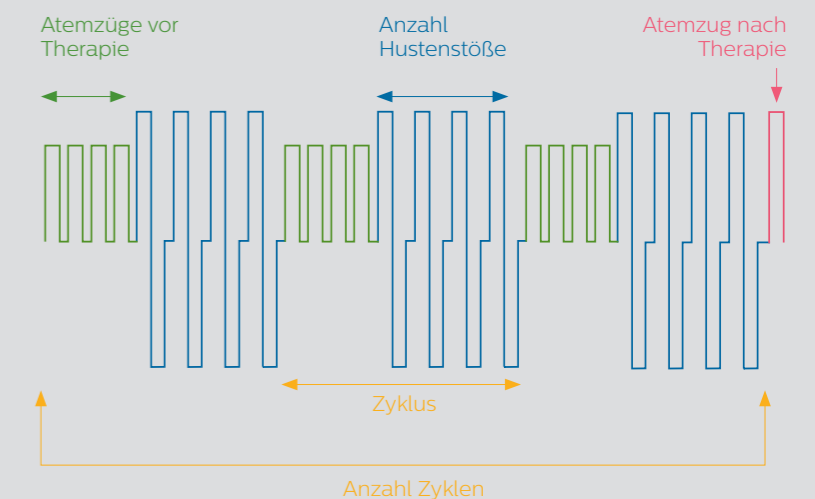 Atemzüge vor
Therapie
Anzahl
Hustenstöße
Atemzug nach
Therapie
Zyklus
Anzahl Zyklen